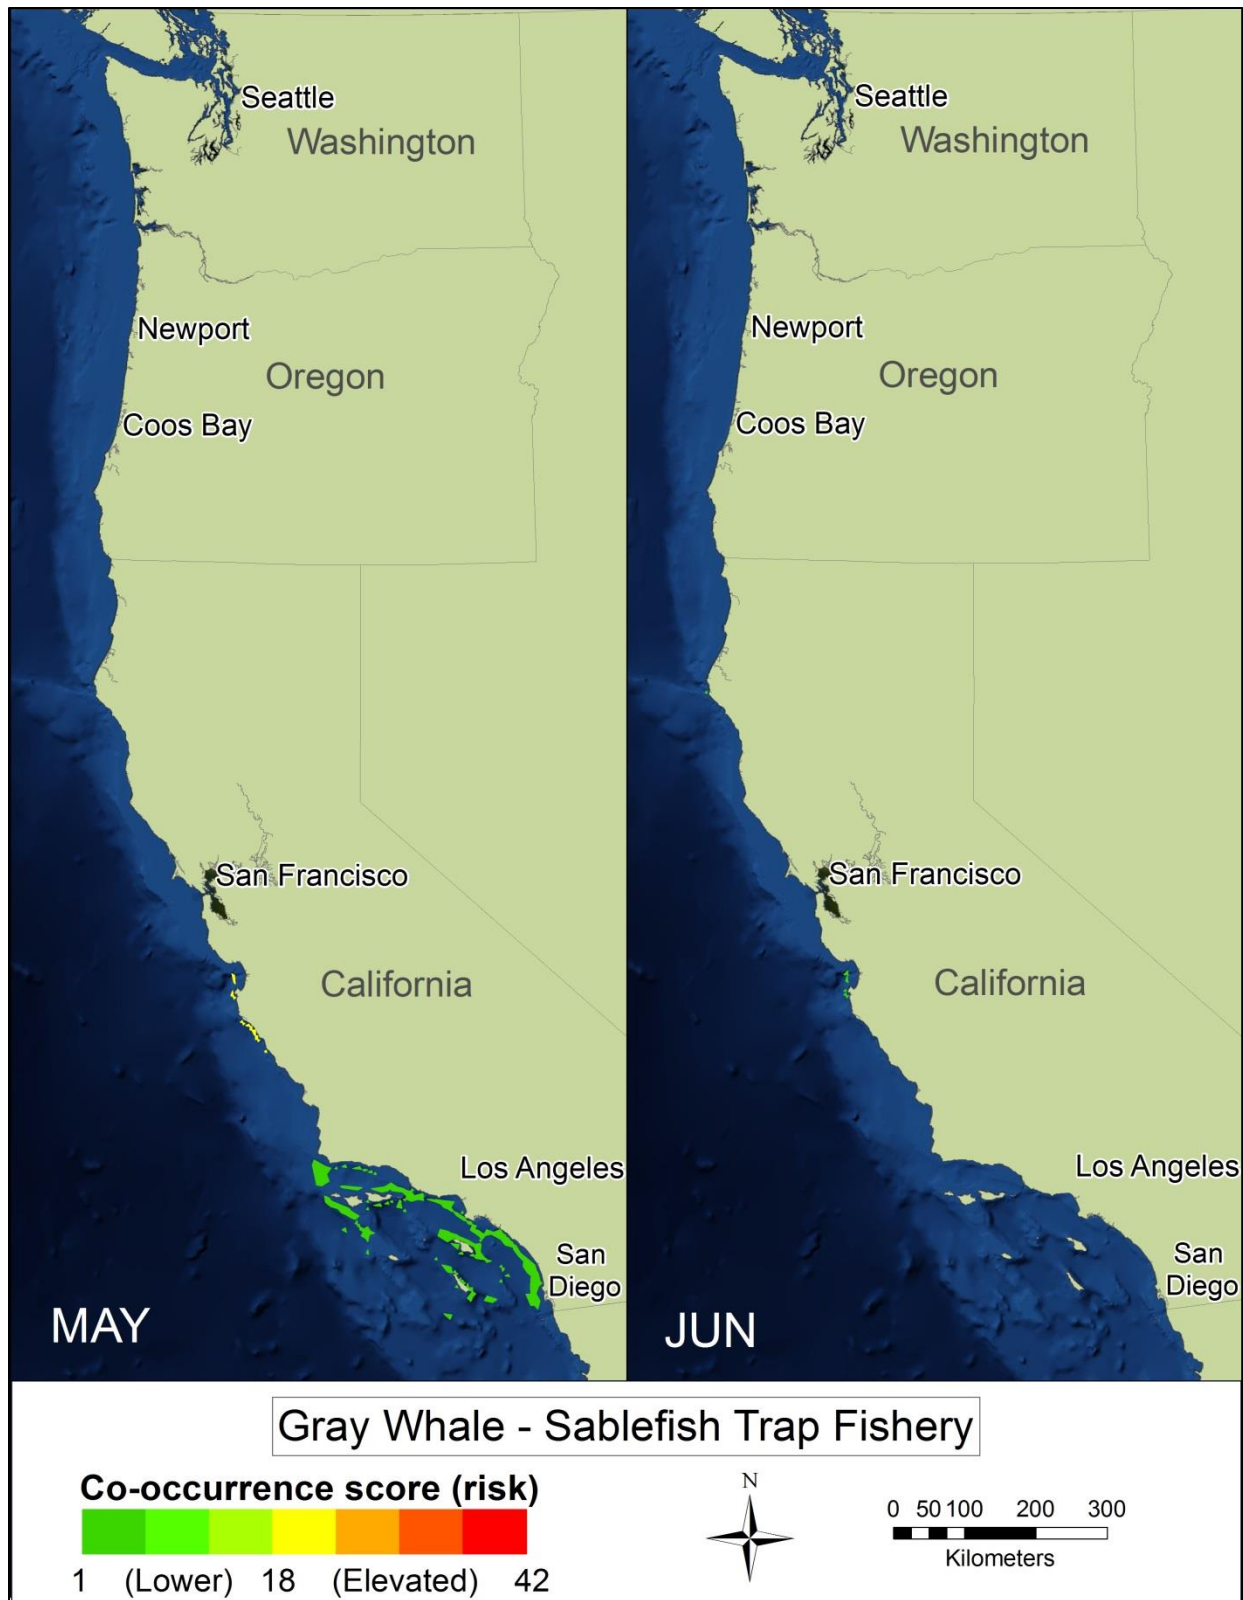 Seattle
Washington
Newport
Oregon
Coos Bay
San Francisco
California
Los Angeles
San
Diego
MAY
Seattle
Washington
Newport
Oregon
Coos Bay
San Francisco
California
Los Angeles
San
Diego
JUN
Gray Whale - Sablefish Trap Fishery
Co-occurrence score (risk)
1 (Lower) 18 (Elevated) 42
N
0 50 100 200 300
Kilometers